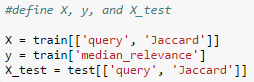 #define X, y, and X_test
X = train[['query', 'Jaccard']]
y = train['median_relevance']
X_test = test[['query', 'Jaccard']]